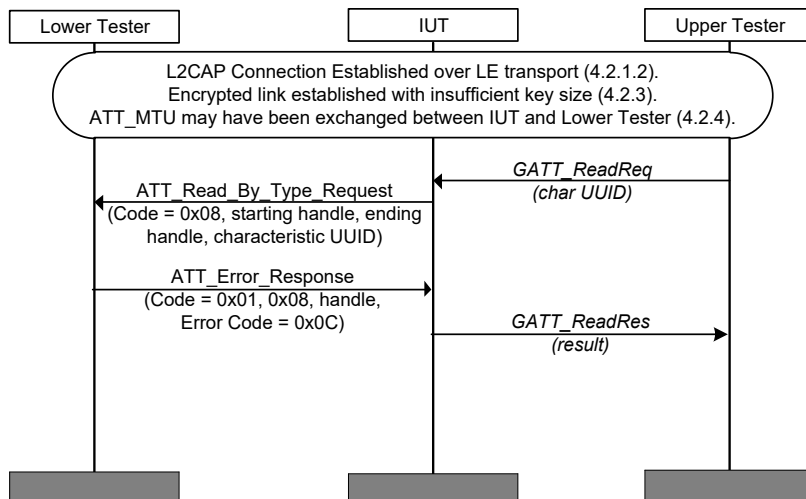 Lower Tester
IUT
Upper Tester
L2CAP Connection Established over LE transport (4.2.1.2).
Encrypted link established with insufficient key size (4.2.3).
ATT_MTU may have been exchanged between IUT and Lower Tester (4.2.4).
GATT_ReadReq
(char UUID)
ATT_Read_By_Type_Request
(Code = 0x08, starting handle, ending
handle, characteristic UUID)
ATT_Error_Response
(Code = 0x01, 0x08, handle,
Error Code = 0x0C)
GATT_ReadRes
(result)